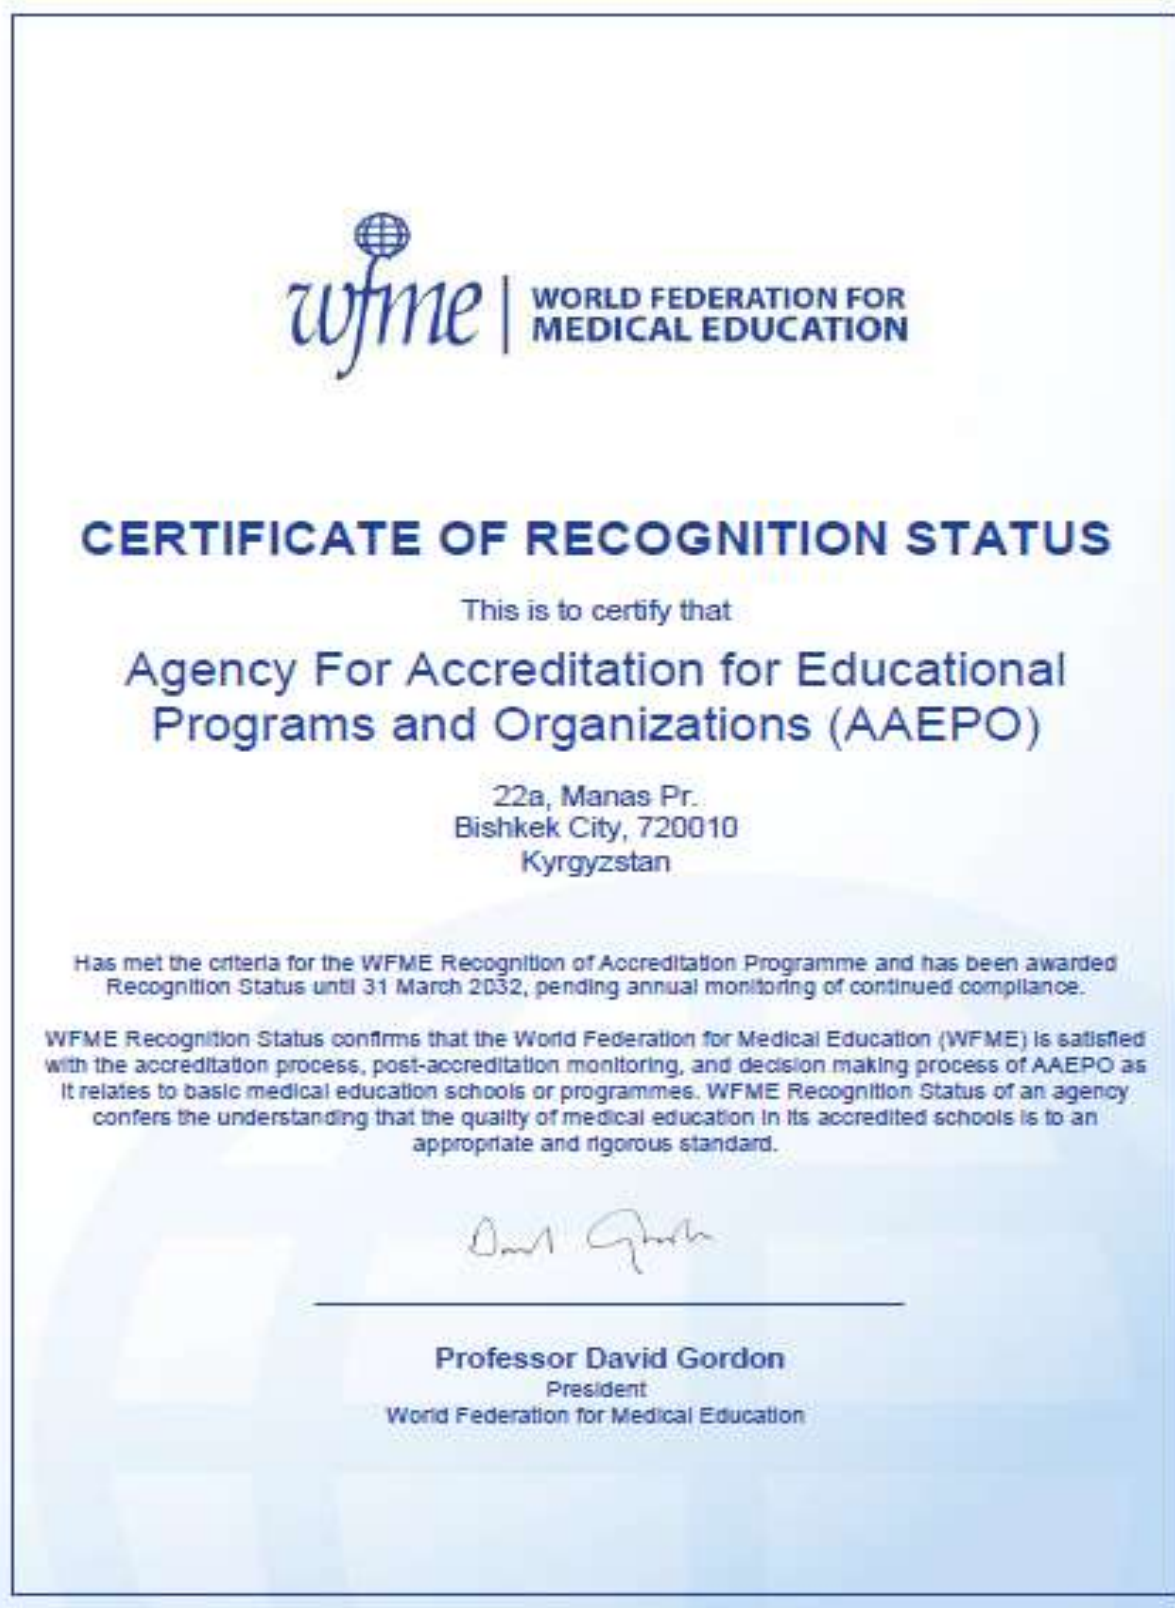 wfme
WORLD FEDERATION FOR
MEDICAL EDUCATION
CERTIFICATE OF RECOGNITION STATUS
This is to certify that
Agency For Accreditation for Educational
Programs and Organizations (AAEPO)
22a, Manas Pr.
Bishkek City, 720010
Kyrgyzstan
Has met the criteria for the WFME Recognition of Accreditation Programme and has been awarded
Recognition Status until 31 March 2032, pending annual monitoring of continued compliance.
WFME Recognition Status confirms that the World Federation for Medical Education (WFME) is satisfied
with the accreditation process, post-accreditation monitoring, and decision making process of AAEPO as
it relates to basic medical education schools or programmes. WFME Recognition Status of an agency
confers the understanding that the quality of medical education in its accredited schools is to an
appropriate and rigorous standard.
Professor David Gordon
President
World Federation for Medical Education